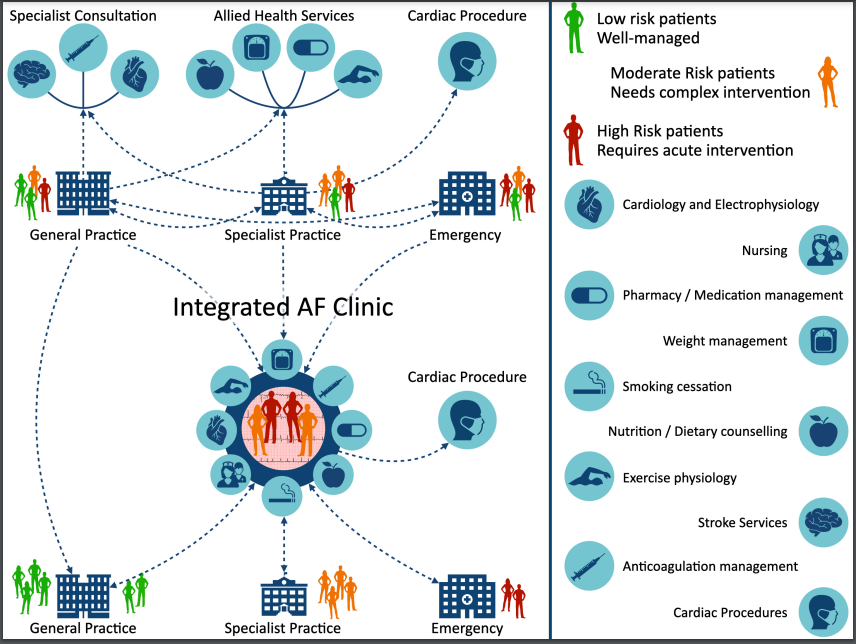 Specialist Consultation
Allied Health Services
Cardiac Procedure
General Practice
Specialist Practice
Emergency
Integrated AF Clinic
Cardiac Procedure
General Practice
Specialist Practice
Emergency
Low risk patients
Well-managed
Moderate Risk patients
Needs complex intervention
High Risk patients
Requires acute intervention
Cardiology and Electrophysiology
Nursing
Pharmacy / Medication management
Weight management
Smoking cessation
Nutrition / Dietary counselling
Exercise physiology
Stroke Services
Anticoagulation management
Cardiac Procedures